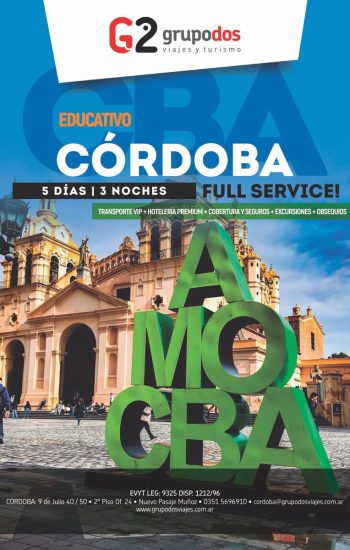 G2 grupodos
viajes y turismo
CBA
EDUCATIVO
CÓRDOBA
5 DÍAS | 3 NOCHES
FULL SERVICE!
TRANSPORTE VIP + HOTELERÍA PREMIUM + COBERTURA Y SEGUROS + EXCURSIONES + OBSEQUIOS
A
MO
CBA
EVYT LEG: 9325 DISP. 1212/96
CÓRDOBA: 9 de Julio 40 / 50 • 2º Piso Of. 24 • Nuevo Pasaje Muñoz • 0351 5696910 • cordoba@grupodosviajes.com.ar
www.grupodosviajes.com.ar